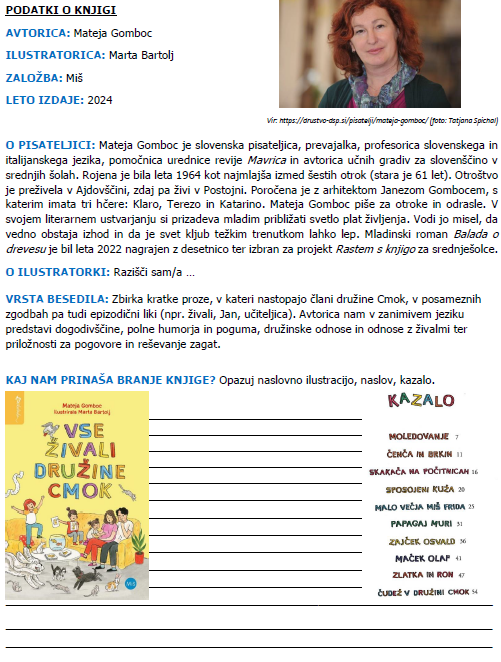 PODATKI O KNJIGI
AVTORICA: Mateja Gomboc
ILUSTRATORICA: Marta Bartolj
ZALOŽBA: Miš
LETO IZDAJE: 2024
Vir: https://drustvo-dsp.si/pisatelji/mateja-gomboc/ (foto: Tatjana Spichal)
O PISATELJICI: Mateja Gomboc je slovenska pisateljica, prevajalka, profesorica slovenskega in
italijanskega jezika, pomočnica urednice revije Mavrica in avtorica učnih gradiv za slovenščino v
srednjih šolah. Rojena je bila leta 1964 kot najmlajša izmed šestih otrok (stara je 61 let). Otroštvo
je preživela v Ajdovščini, zdaj pa živi v Postojni. Poročena je z arhitektom Janezom Gombocem, s
katerim imata tri hčere: Klaro, Terezo in Katarino. Mateja Gomboc piše za otroke in odrasle. V
svojem literarnem ustvarjanju si prizadeva mladim približati svetlo plat življenja. Vodi jo misel, da
vedno obstaja izhod in da je svet kljub težkim trenutkom lahko lep. Mladinski roman Balada o
drevesu je bil leta 2022 nagrajen z desetnico ter izbran za projekt Rastem s knjigo za srednješolce.
O ILUSTRATORKI: Razišči sam/a ...
VRSTA BESEDILA: Zbirka kratke proze, v kateri nastopajo člani družine Cmok, v posameznih
zgodbah pa tudi epizodični liki (npr. živali, Jan, učiteljica). Avtorica nam v zanimivem jeziku
predstavi dogodivščine, polne humorja in poguma, družinske odnose in odnose z živalmi ter
priložnosti za pogovore in reševanje zagat.
KAJ NAM PRINAŠA BRANJE KNJIGE? Opazuj naslovno ilustracijo, naslov, kazalo.
Mateja Gomboc
Ilustrirala Marta Bartolj
VSE
ŽIVALI
DRUŽINE
CMOK
Miš
KAZALO
MOLEDOVANJE 7
ČENČA IN BRKIN 11
SKAKAČA NA POČITNICAH 16
SPOSOJENI KUŽA 20
MALO VEČJA MIŠ FRIDA 25
PAPAGAJ MURI 31
ZAJČEK OSVALD 36
MAČEK OLAF 41
ZLATKA IN RON 47
ČUDEŽ V DRUŽINI CMOK 54